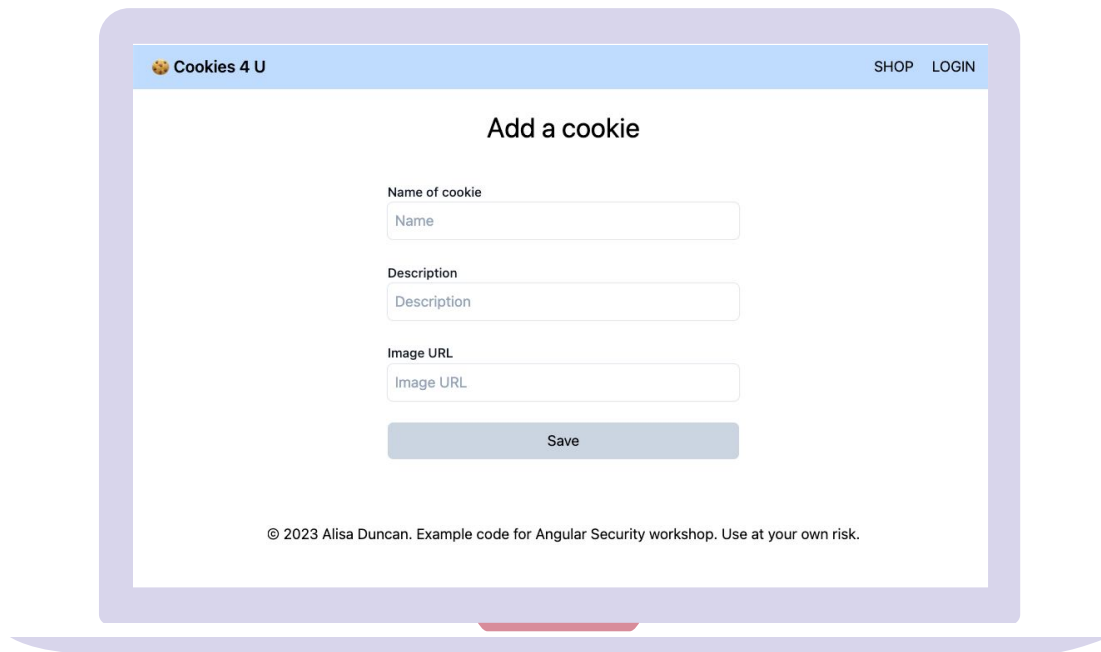 🍪 Cookies 4 U
SHOP LOGIN
Add a cookie
Name of cookie
Name
Description
Description
Image URL
Image URL
Save
© 2023 Alisa Duncan. Example code for Angular Security workshop. Use at your own risk.